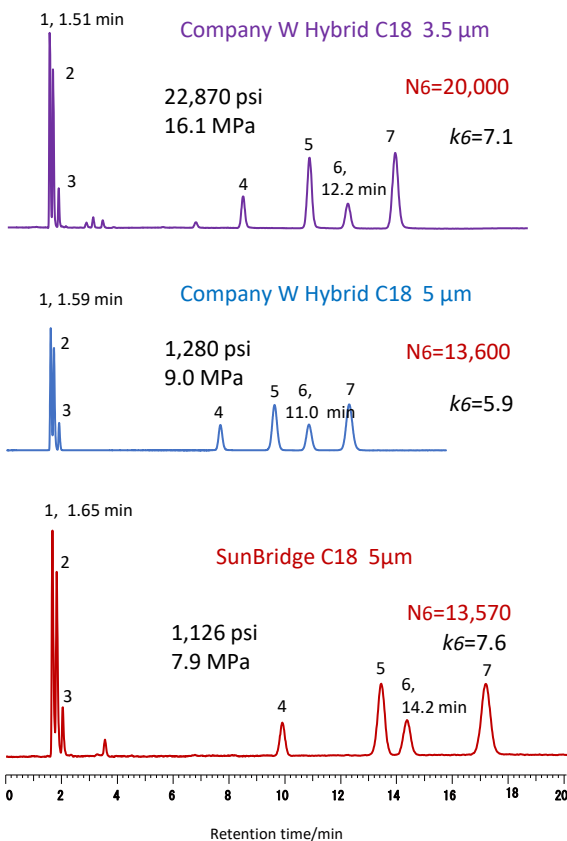 1, 1.51 min
Company W Hybrid C18 3.5 µm
2
22,870 psi
16.1 MPa
N6=20,000
k6=7.1
3
4
5
6,
12.2 min
7
1, 1.59 min
Company W Hybrid C18 5 µm
2
1,280 psi
9.0 MPa
N6=13,600
k6=5.9
3
4
5
6,
11.0 min
7
1, 1.65 min
SunBridge C18 5µm
2
1,126 psi
7.9 MPa
N6=13,570
k6=7.6
3
4
5
6,
14.2 min
7
0 2 4 6 8 10 12 14 16 18 20
Retention time/min